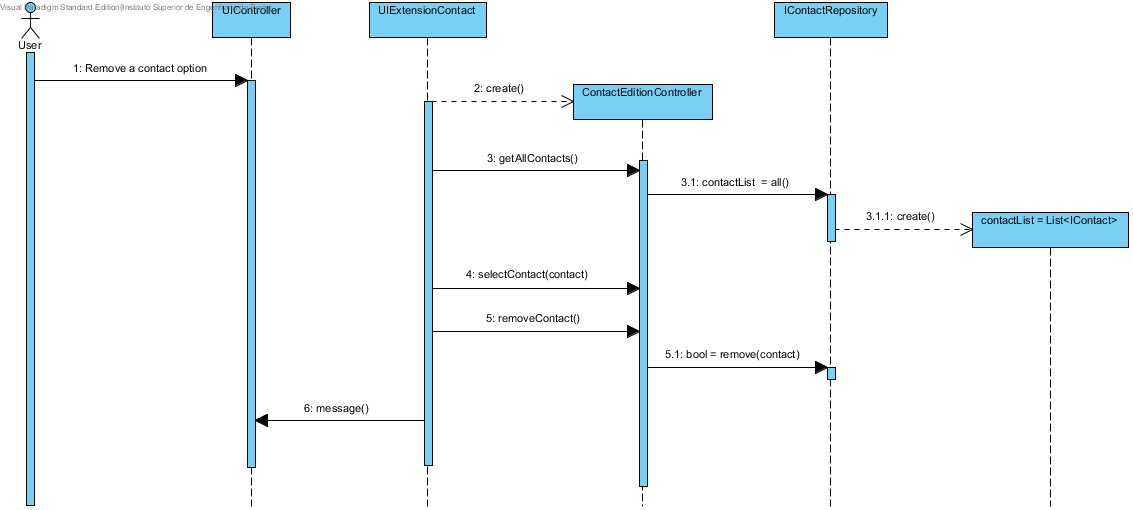 Visual Paradigm Standard Edition(Instituto Superior de Engenharia do
UIController
UIExtensionContact
IContactRepository
User
1: Remove a contact option
2: create()
ContactEditionController
3: getAllContacts()
3.1: contactList = all()
3.1.1: create()
contactList = List<IContact>
4: selectContact(contact)
5: removeContact()
5.1: bool = remove(contact)
6: message()